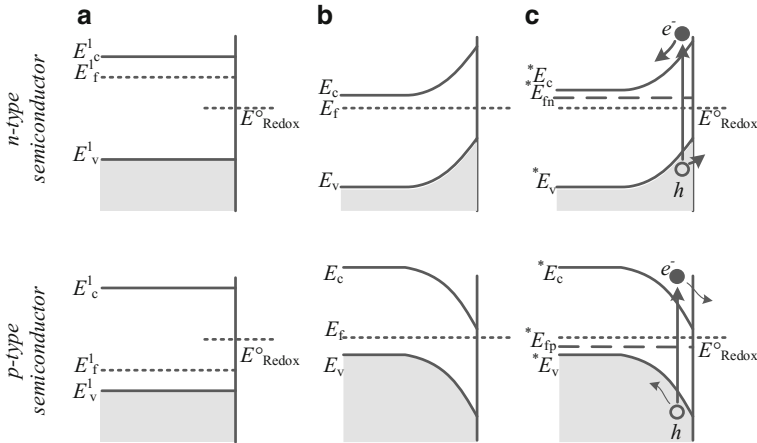 a
b
c
n-type
semiconductor
E¹c
E¹f
E°Redox
E¹v
Ec
Ef
Ev
e-
*Ec
*Efn
E°Redox
*Ev
h
p-type
semiconductor
E¹c
E°Redox
E¹f
E¹v
Ec
Ef
Ev
*Ec
e-
*Efp
E°Redox
*Ev
h